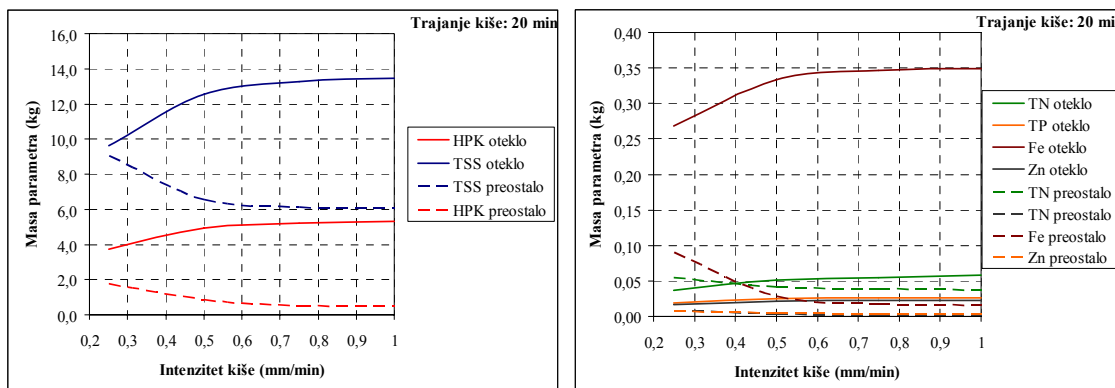 Trajanje kiše: 20 min
Masa parametra (kg)
16,0
14,0
12,0
10,0
8,0
6,0
4,0
2,0
0,0
0,2 0,3 0,4 0,5 0,6 0,7 0,8 0,9 1
Intenzitet kiše (mm/min)
HPK oteklo
TSS oteklo
TSS preostalo
HPK preostalo
Trajanje kiše: 20 min
Masa parametra (kg)
0,40
0,35
0,30
0,25
0,20
0,15
0,10
0,05
0,00
0,2 0,3 0,4 0,5 0,6 0,7 0,8 0,9 1
Intenzitet kiše (mm/min)
TN oteklo
TP oteklo
Fe oteklo
Zn oteklo
TN preostalo
TN preostalo
Fe preostalo
Zn preostalo